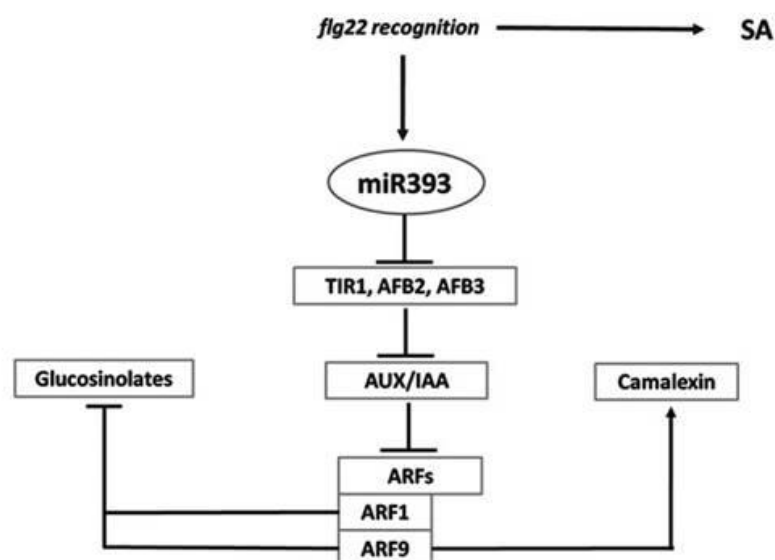 flg22 recognition
SA
miR393
TIR1, AFB2, AFB3
Glucosinolates
AUX/IAA
Camalexin
ARFs
ARF1
ARF9